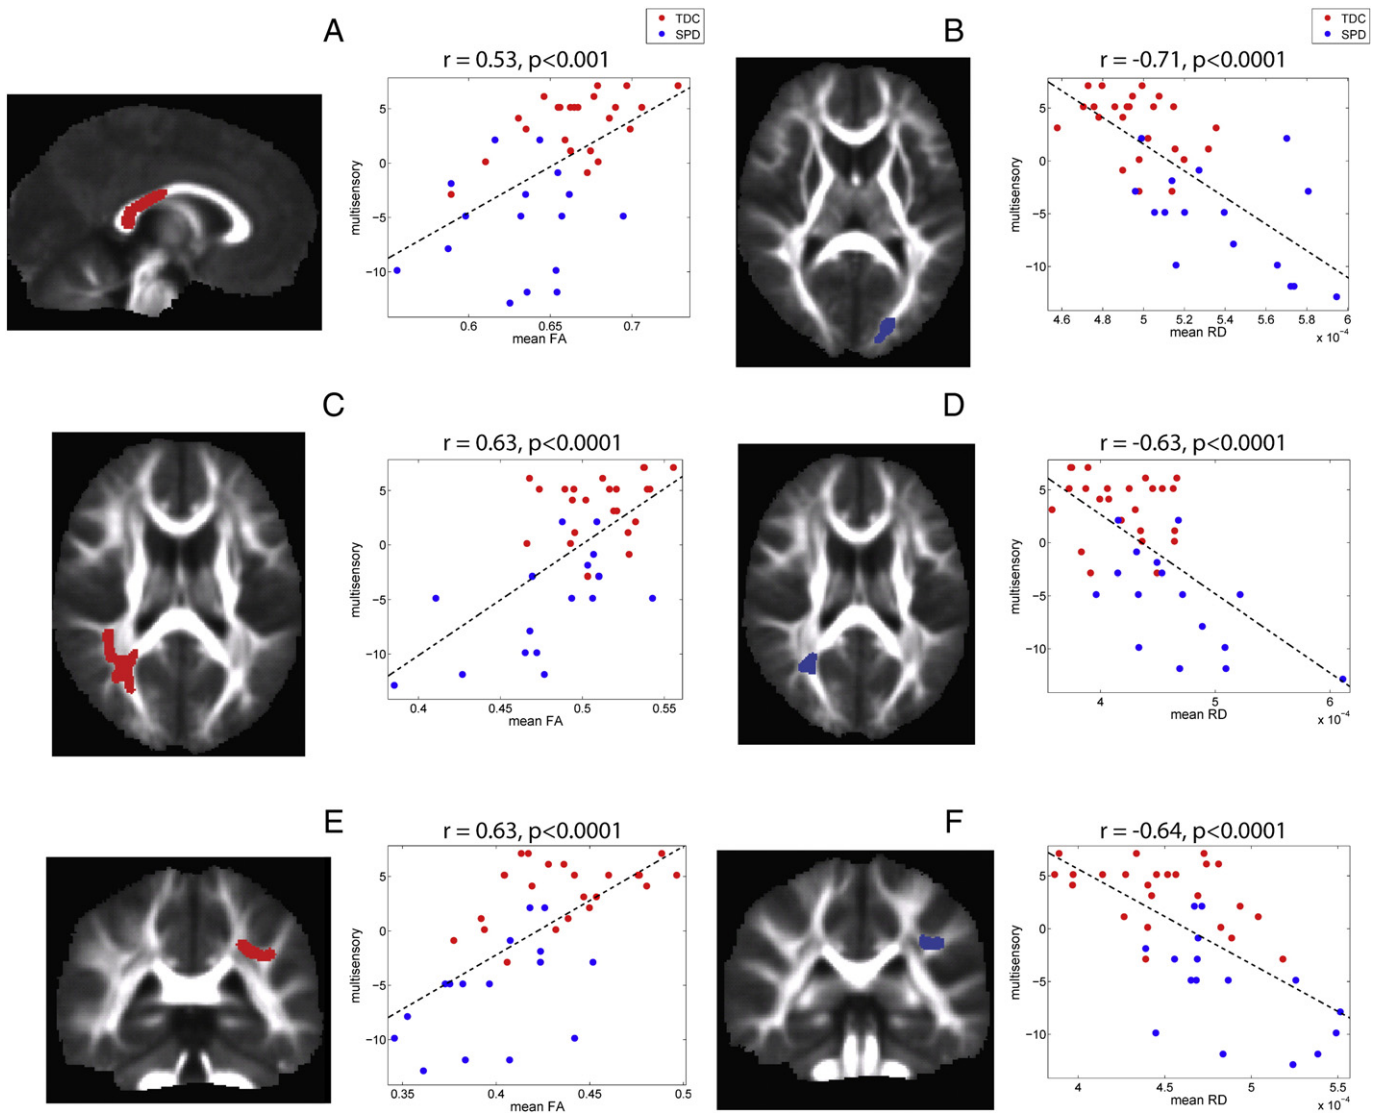 A
TDC
SPD
r = 0.53, p<0.001
multisensory
5
0
−5
−10
0.6
0.65
0.7
mean FA
B
TDC
SPD
r = -0.71, p<0.0001
multisensory
5
0
−5
−10
4.6
4.8
5
5.2
5.4
5.6
5.8
6
mean RD
x 10⁻⁴
C
r = 0.63, p<0.0001
multisensory
5
0
−5
−10
0.4
0.45
0.5
0.55
mean FA
D
r = -0.63, p<0.0001
multisensory
5
0
−5
−10
4
5
6
mean RD
x 10⁻⁴
E
r = 0.63, p<0.0001
multisensory
5
0
−5
−10
0.35
0.4
0.45
0.5
mean FA
F
r = -0.64, p<0.0001
multisensory
5
0
−5
−10
4
4.5
5
5.5
mean RD
x 10⁻⁴